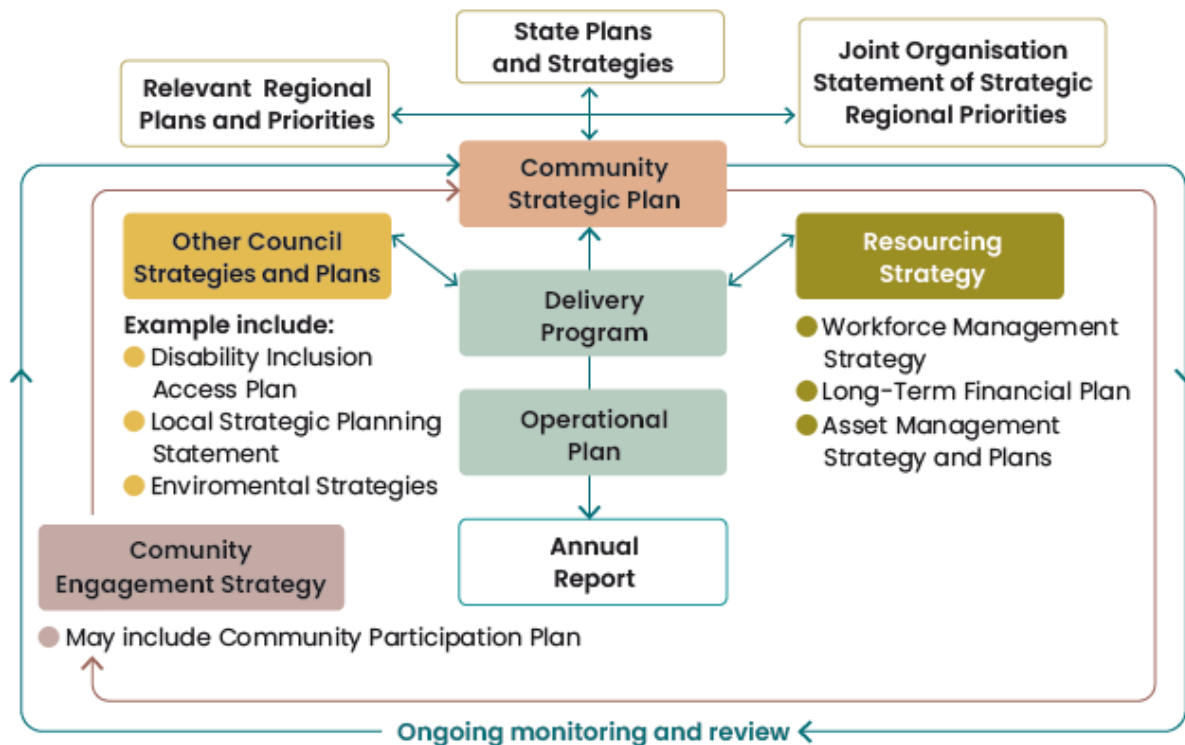 State Plans
and Strategies
Relevant Regional
Plans and Priorities
Joint Organisation
Statement of Strategic
Regional Priorities
Community
Strategic Plan
Other Council
Strategies and Plans
Example include:
Disability Inclusion
Access Plan
Local Strategic Planning
Statement
Enviromental Strategies
Delivery
Program
Operational
Plan
Annual
Report
Resourcing
Strategy
Workforce Management
Strategy
Long-Term Financial Plan
Asset Management
Strategy and Plans
Comunity
Engagement Strategy
May include Community Participation Plan
Ongoing monitoring and review